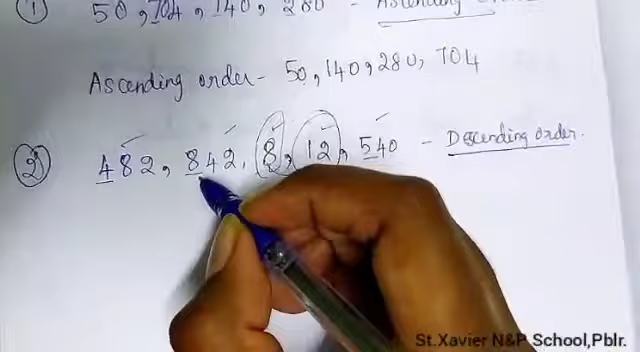 ① 50, 704, 140, 280 - Ascending
Ascending order - 50, 140, 280, 704
② 482, 842, 8, 12, 540 - Descending order.
St.Xavier N&P School,Pblr.